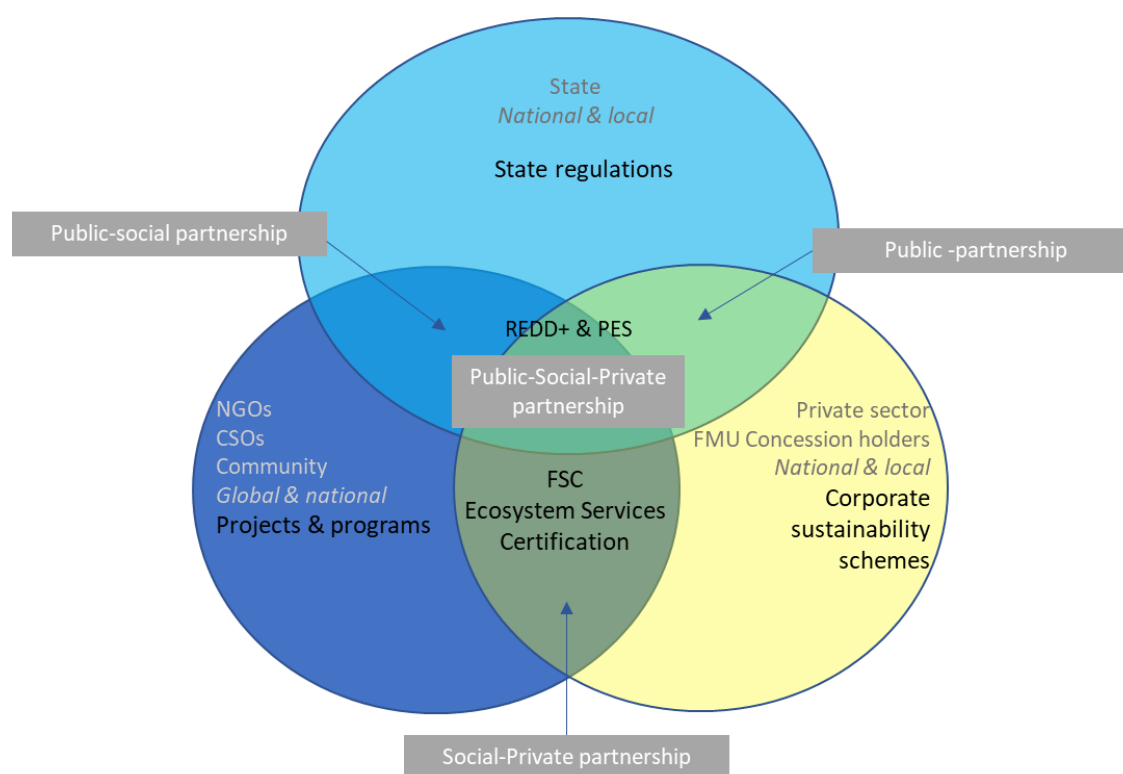 State
National & local
State regulations
Public-social partnership
Public -partnership
REDD+ & PES
Public-Social-Private
partnership
NGOs
CSOs
Community
Global & national
Projects & programs
Private sector
FMU Concession holders
National & local
Corporate
sustainability
schemes
FSC
Ecosystem Services
Certification
Social-Private partnership